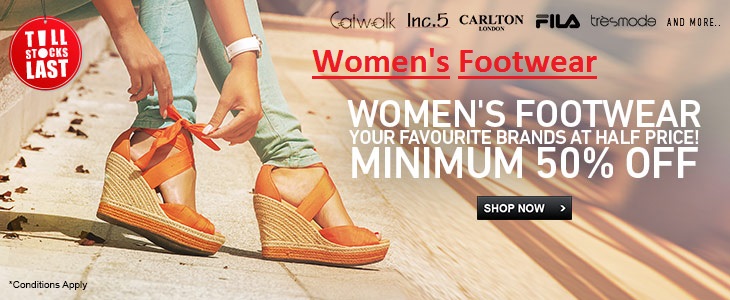 TILL
STOCKS
LAST
Catwalk Inc.5 CARLTON LONDON FILA trèsmode AND MORE..
Women's Footwear
WOMEN'S FOOTWEAR
YOUR FAVOURITE BRANDS AT HALF PRICE!
MINIMUM 50% OFF
SHOP NOW >
*Conditions Apply